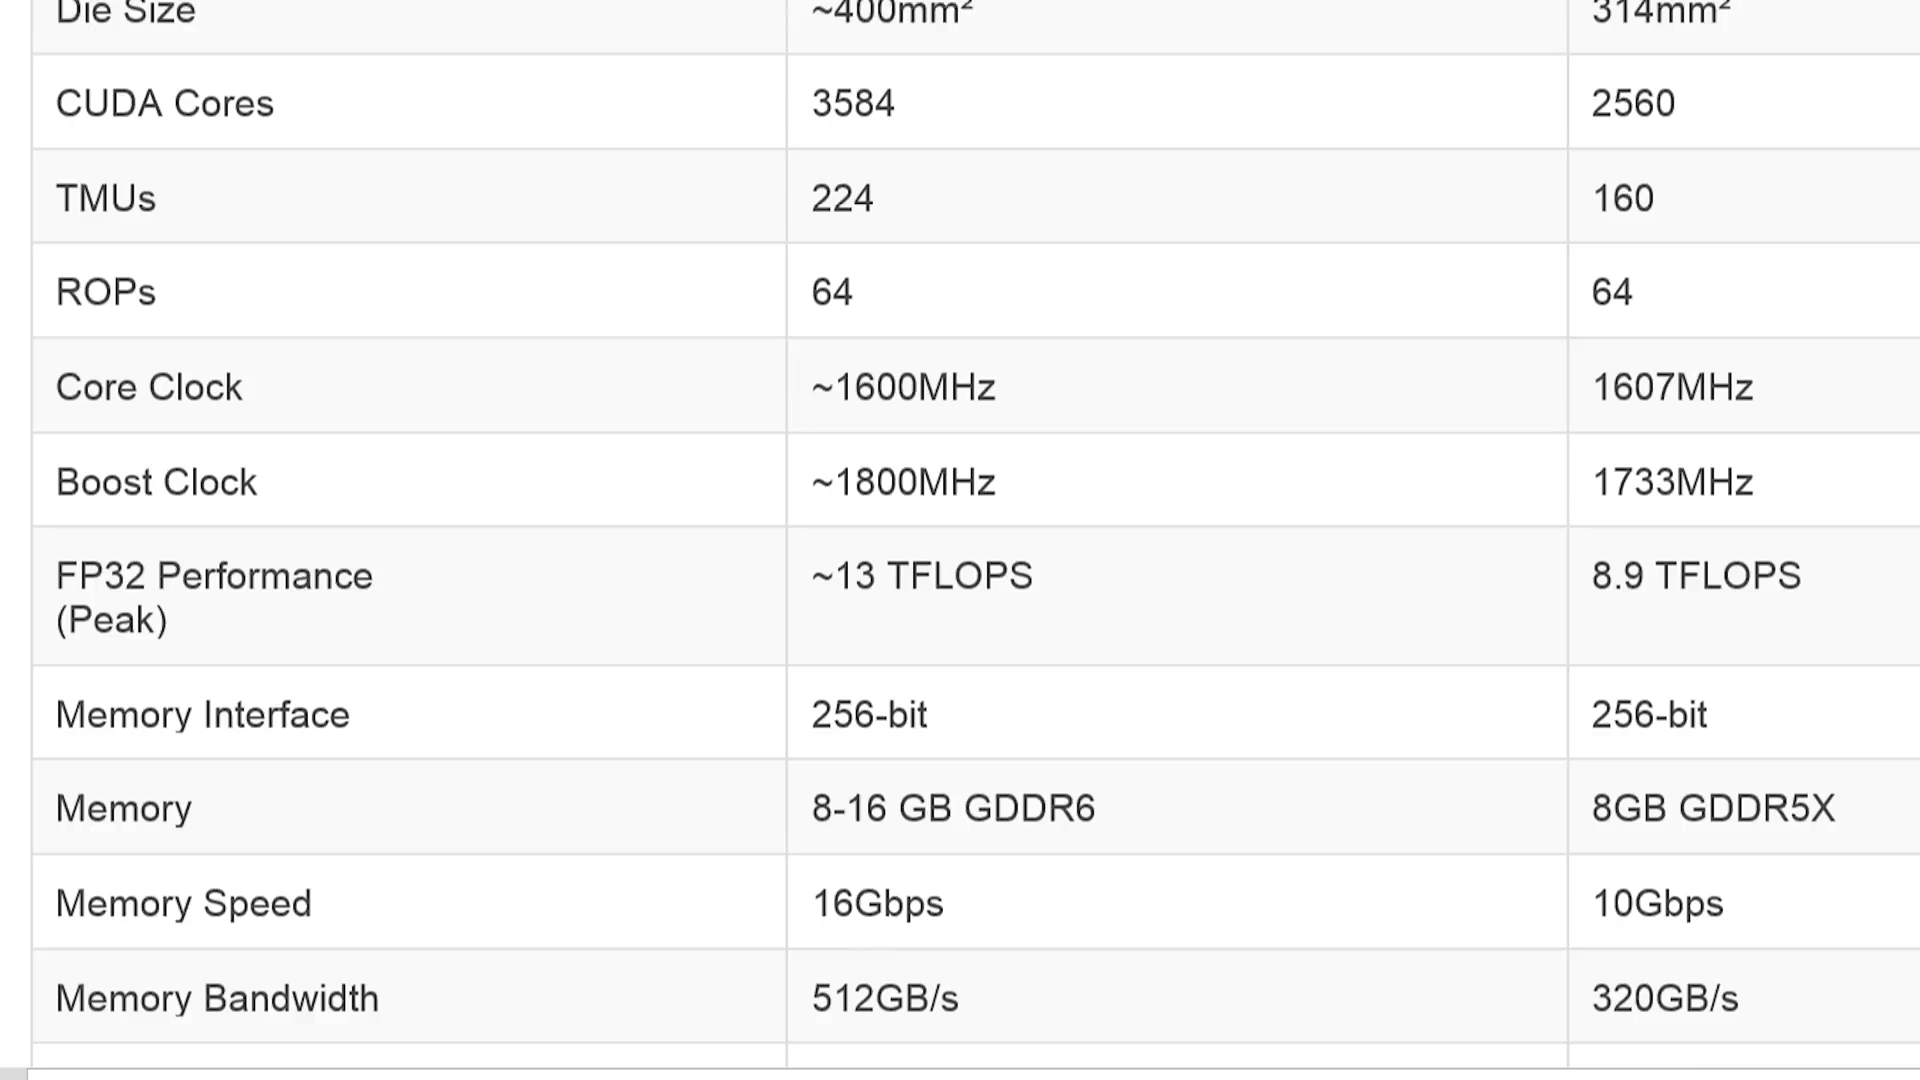 Die Size ~400mm² 314mm²
CUDA Cores 3584 2560
TMUs 224 160
ROPs 64 64
Core Clock ~1600MHz 1607MHz
Boost Clock ~1800MHz 1733MHz
FP32 Performance ~13 TFLOPS 8.9 TFLOPS
(Peak)
Memory Interface 256-bit 256-bit
Memory 8-16 GB GDDR6 8GB GDDR5X
Memory Speed 16Gbps 10Gbps
Memory Bandwidth 512GB/s 320GB/s